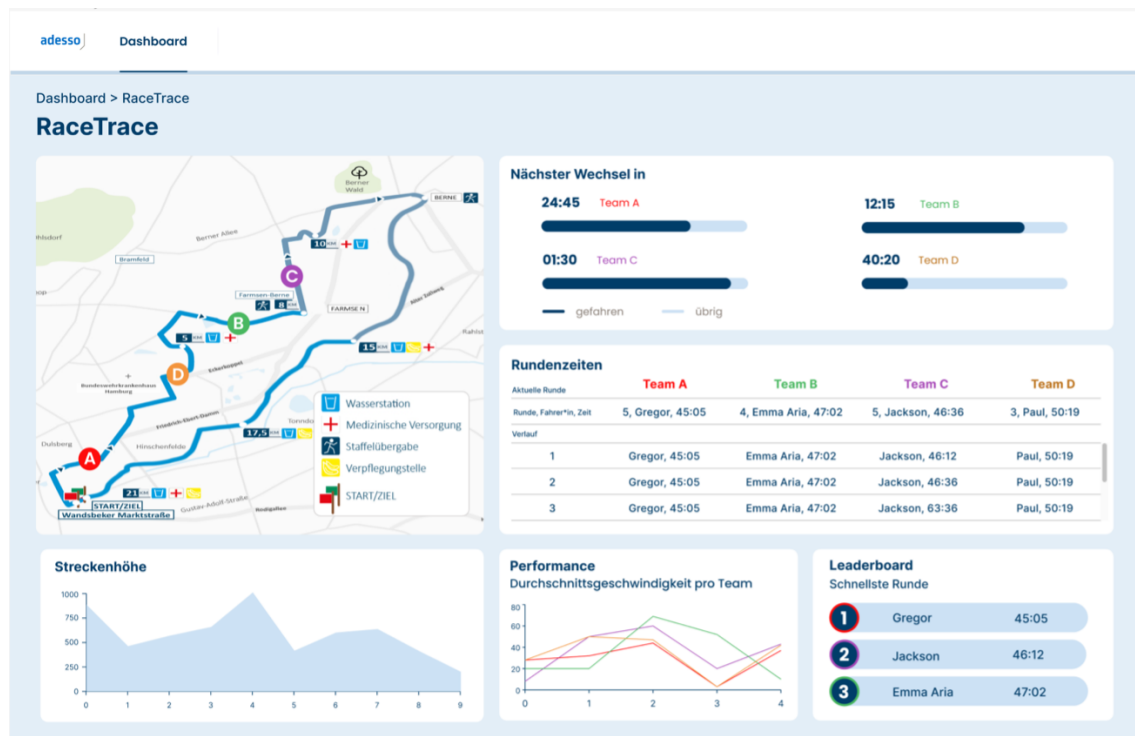 adesso
Dashboard
Dashboard > RaceTrace
RaceTrace
Berner
Wald
BERNE
Berner Allee
10 KM
Bramfeld
C
Farmsen-Berne
8 KM
FARMSEN
B
5 KM
15 KM
D
Bundeswehrkrankenhaus
Hamburg
Friedrich-Ebert-Damm
Dulsberg
Hinschenfelde
17,5 KM
A
21 KM
START/ZIEL
Wandsbeker Marktstraße
Gustav-Adolf-Straße
Wasserstation
Medizinische Versorgung
Staffelübergabe
Verpflegungstelle
START/ZIEL
Nächster Wechsel in
24:45 Team A
12:15 Team B
01:30 Team C
40:20 Team D
gefahren übrig
Rundenzeiten
Aktuelle Runde Team A Team B Team C Team D
Runde, Fahrer*in, Zeit 5, Gregor, 45:05 4, Emma Aria, 47:02 5, Jackson, 46:36 3, Paul, 50:19
Verlauf
1 Gregor, 45:05 Emma Aria, 47:02 Jackson, 46:12 Paul, 50:19
2 Gregor, 45:05 Emma Aria, 47:02 Jackson, 46:36 Paul, 50:19
3 Gregor, 45:05 Emma Aria, 47:02 Jackson, 63:36 Paul, 50:19
Streckenhöhe
1000
750
500
250
0
0 1 2 3 4 5 6 7 8 9
Performance
Durchschnittsgeschwindigkeit pro Team
80
60
40
20
0
0 1 2 3 4
Leaderboard
Schnellste Runde
1 Gregor 45:05
2 Jackson 46:12
3 Emma Aria 47:02